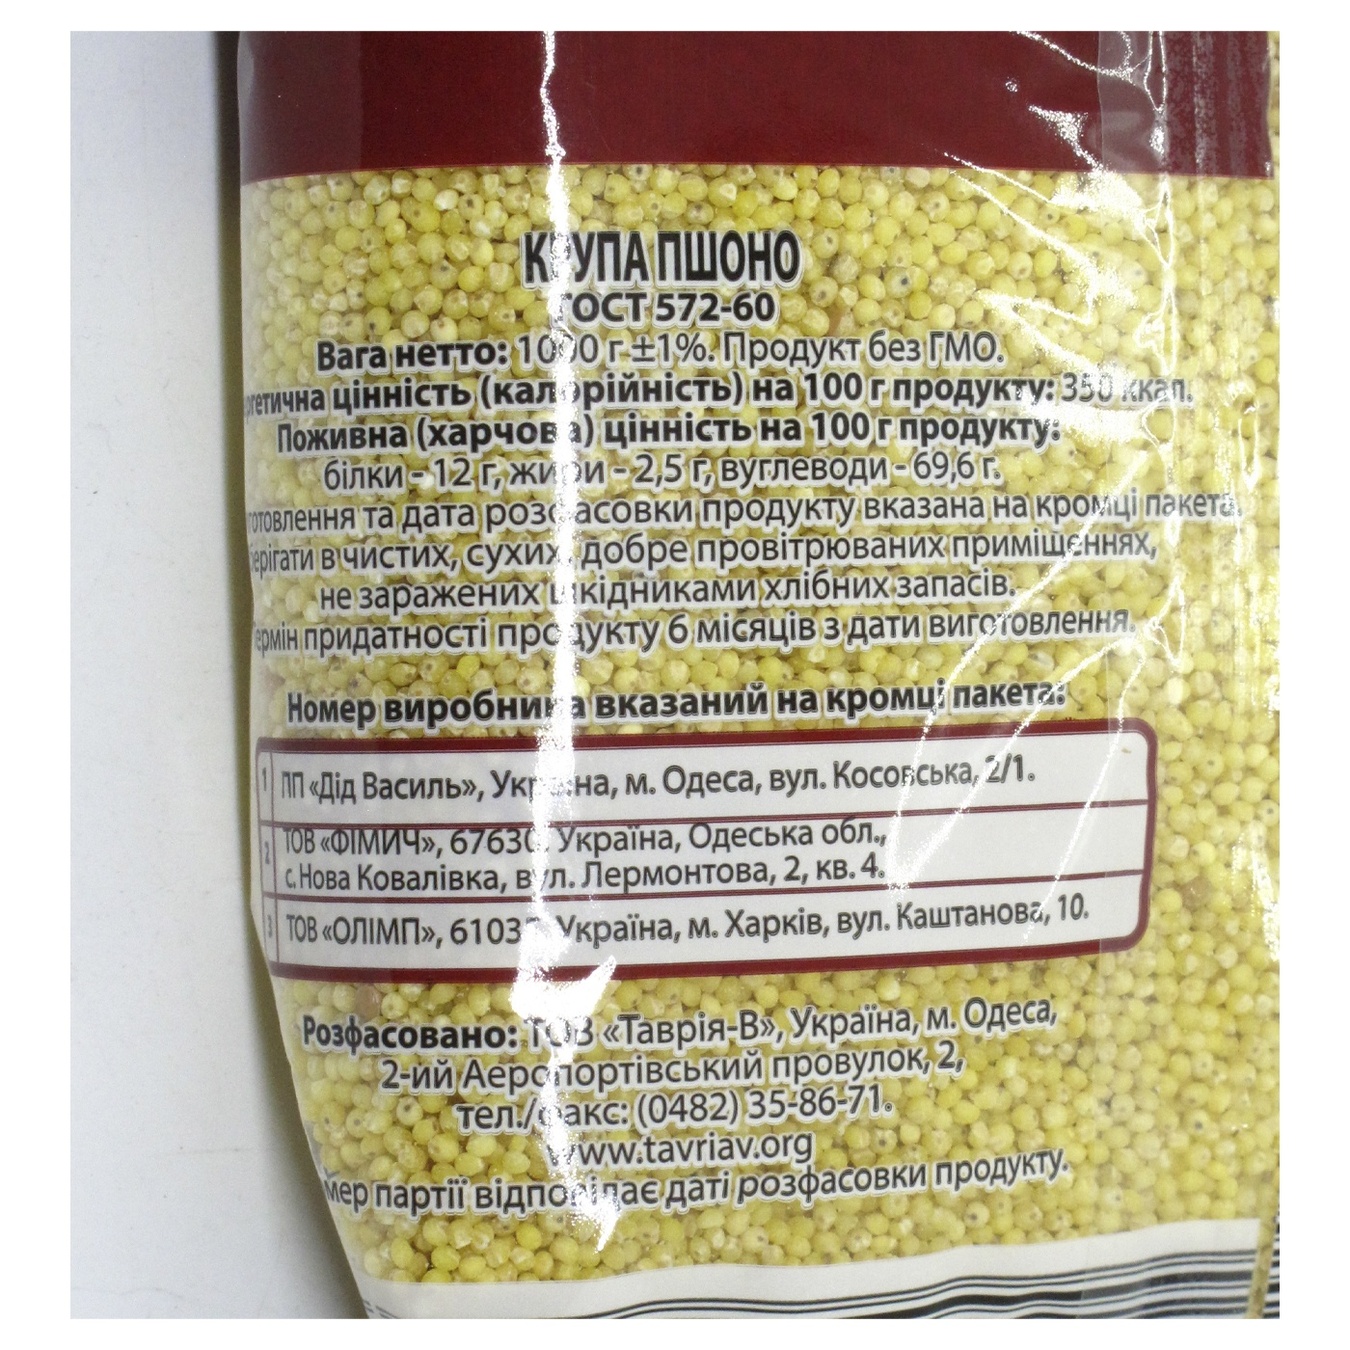 КРУПА ПШОНО
ГОСТ 572-60
Вага нетто: 1000 г ±1%. Продукт без ГМО.
цінність (калорійність) на 100 г продукту: 350 ккал.
Поживна (харчова) цінність на 100 г продукту:
білки - 12 г, жири - 2,5 г, вуглеводи - 69,6 г.
та дата розфасовки продукту вказана на кромці пакета.
в чистих, сухих, добре провітрюваних приміщеннях,
не заражених шкідниками хлібних запасів.
Термін придатності продукту 6 місяців з дати виготовлення.
Номер виробника вказаний на кромці пакета:
1 ПП «Дід Василь», Україна, м. Одеса, вул. Косовська, 2/1.
2 ТОВ «ФІМИЧ», 67630, Україна, Одеська обл.,
с. Нова Ковалівка, вул. Лермонтова, 2, кв. 4.
3 ТОВ «ОЛІМП», Україна, м. Харків, вул. Каштанова, 10.
Розфасовано: ТОВ «Таврія-В», Україна, м. Одеса,
2-ий Аеропортівський провулок, 2,
тел./факс: (0482) 35-86-71.
www.tavriav.org
партії відповідає даті розфасовки продукту.